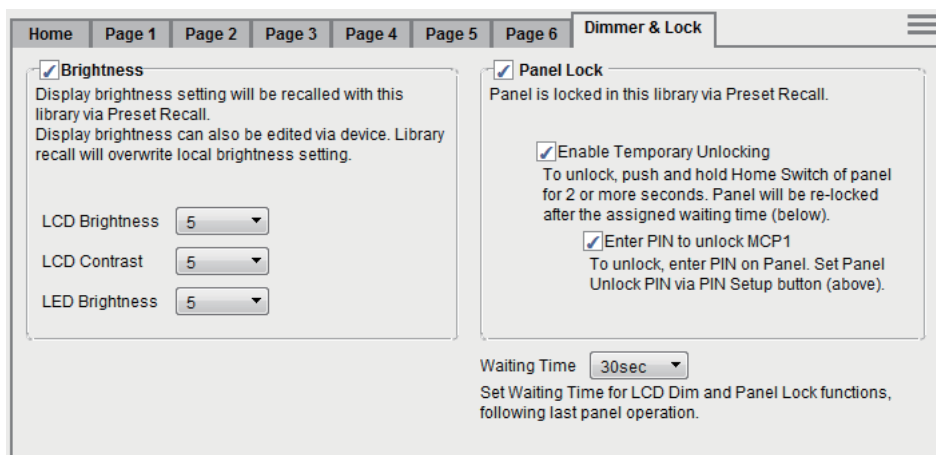 Home Page 1 Page 2 Page 3 Page 4 Page 5 Page 6 Dimmer & Lock
Brightness
Display brightness setting will be recalled with this
library via Preset Recall.
Display brightness can also be edited via device. Library
recall will overwrite local brightness setting.
LCD Brightness 5
LCD Contrast 5
LED Brightness 5
Panel Lock
Panel is locked in this library via Preset Recall.
Enable Temporary Unlocking
To unlock, push and hold Home Switch of panel
for 2 or more seconds. Panel will be re-locked
after the assigned waiting time (below).
Enter PIN to unlock MCP1
To unlock, enter PIN on Panel. Set Panel
Unlock PIN via PIN Setup button (above).
Waiting Time 30sec
Set Waiting Time for LCD Dim and Panel Lock functions,
following last panel operation.